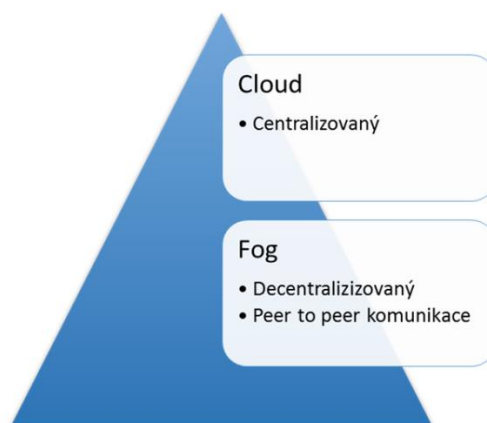 Cloud
• Centralizovaný
Fog
• Decentralizizovaný
• Peer to peer komunikace